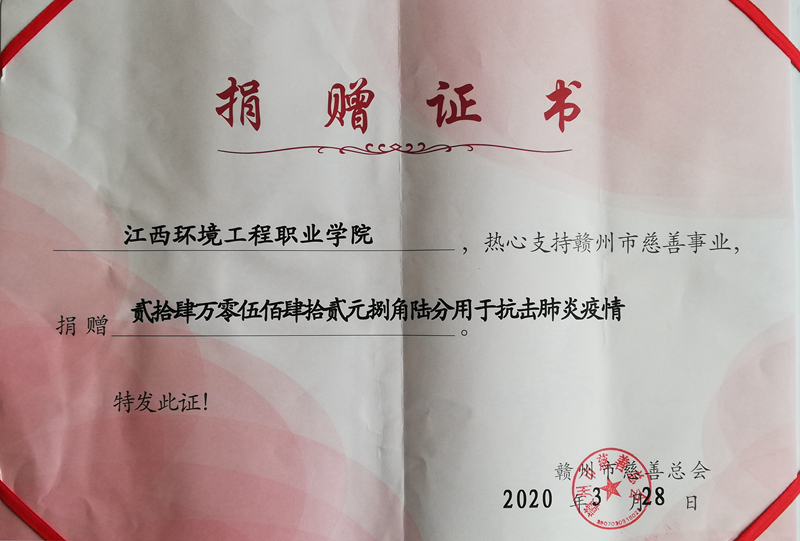 捐赠证书
江西环境工程职业学院，热心支持赣州市慈善事业，
捐赠贰拾肆万零伍佰肆拾贰元捌角陆分用于抗击肺炎疫情。
特发此证！
赣州市慈善总会
2020年3月28日